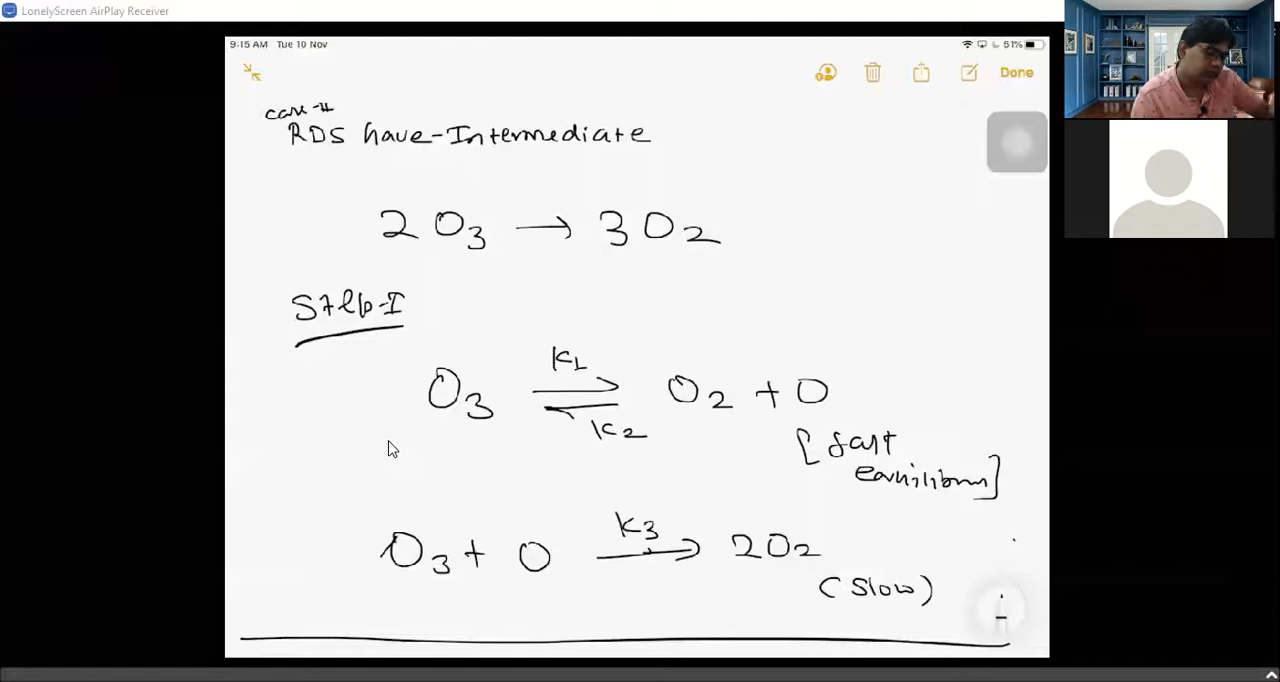 LonelyScreen AirPlay Receiver
9:15 AM Tue 10 Nov
51%
Done
case-II
RDS have-Intermediate
2O3 → 3O2
Step-I
K1
O3 ⇌ O2 + O
K2
[fast
equilibrium]
K3
O3 + O → 2O2
(Slow)